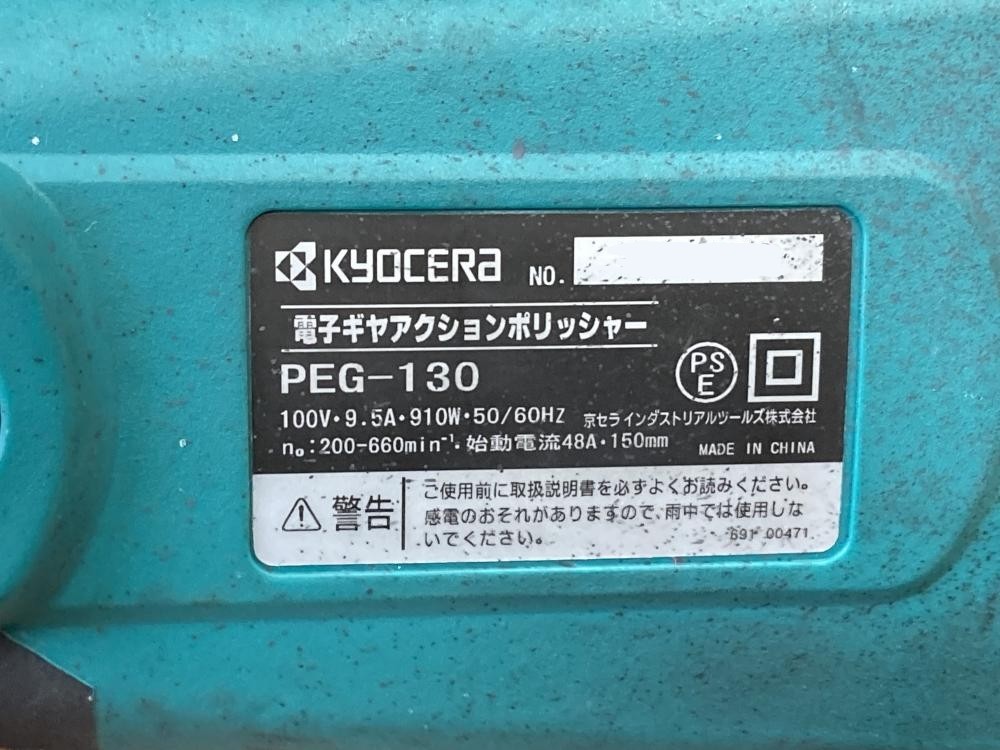 KYOCERA NO.
電子ギヤアクションポリッシャー
PEG-130
PS
E
100V・9.5A・910W・50/60HZ 京セラインダストリアルツールズ株式会社
n₀:200-660min⁻¹・始動電流48A・150mm MADE IN CHINA
⚠警告
ご使用前に取扱説明書を必ずよくお読みください。
感電のおそれがありますので、雨中では使用しな
いでください。
691 00471